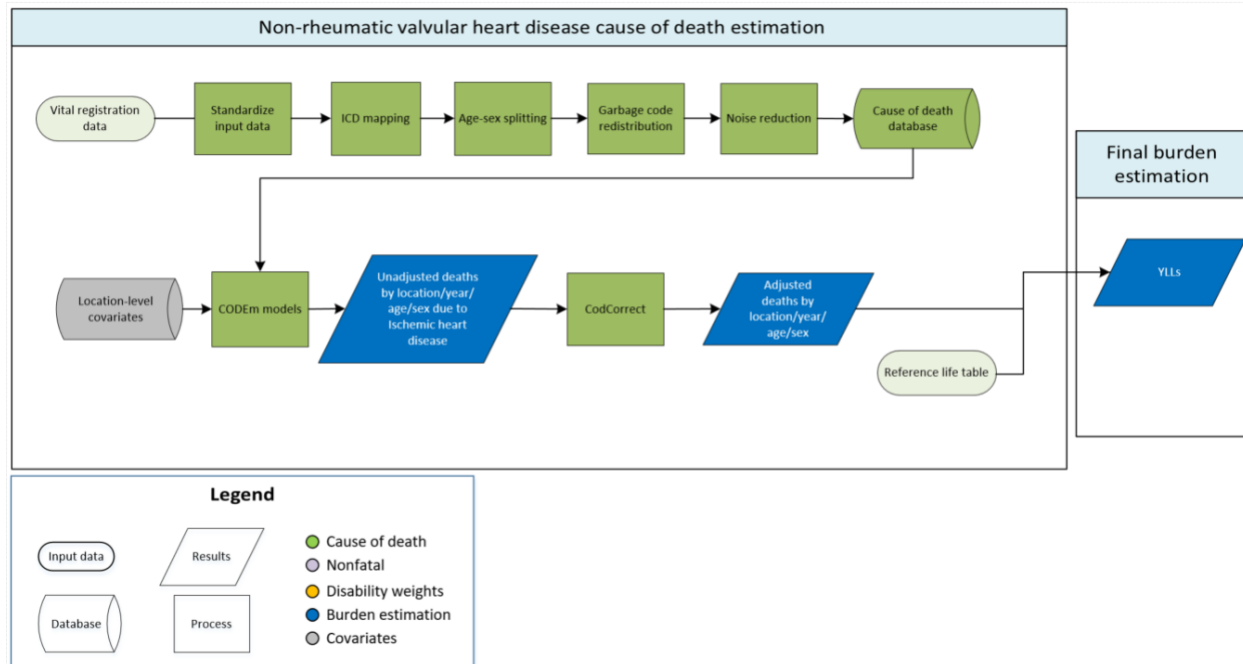 Non-rheumatic valvular heart disease cause of death estimation
Vital registration
data
Standardize
input data
ICD mapping
Age-sex splitting
Garbage code
redistribution
Noise reduction
Cause of death
database
Final burden
estimation
Location-level
covariates
CODEm models
Unadjusted deaths
by location/year/
age/sex due to
Ischemic heart
disease
CodCorrect
Adjusted
deaths by
location/year/
age/sex
YLLs
Reference life table
Legend
Input data
Results
Database
Process
Cause of death
Nonfatal
Disability weights
Burden estimation
Covariates